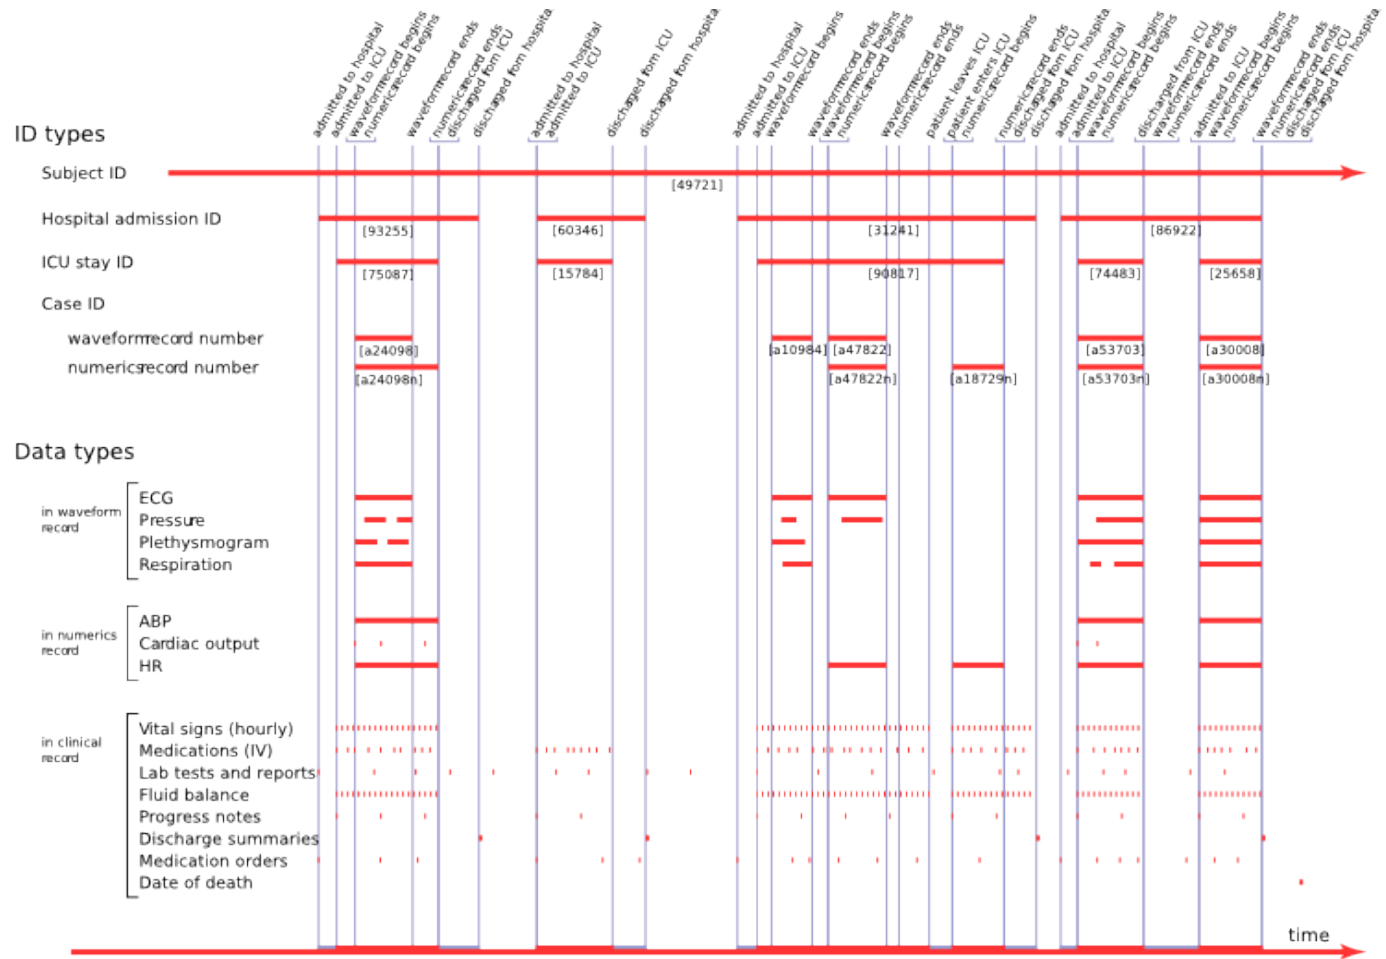 admitted to hospital
admitted to ICU
waveform record begins
numerics record begins
waveform record ends
numerics record ends
discharged from ICU
discharged from hospita
admitted to hospital
admitted to ICU
discharged from ICU
discharged from hospita
admitted to hospital
admitted to ICU
waveform record begins
waveform record ends
waveform record begins
numerics record begins
waveform record ends
numerics record ends
patient leaves ICU
patient enters ICU
numerics record begins
numerics record ends
discharged from ICU
discharged from hospita
admitted to hospital
admitted to ICU
waveform record begins
numerics record begins
discharged from ICU
waveform record ends
numerics record ends
admitted to ICU
waveform record begins
numerics record begins
waveform record ends
numerics record ends
discharged from ICU
discharged from hospita
ID types
Subject ID
[49721]
Hospital admission ID
[93255] [60346] [31241] [86922]
ICU stay ID
[75087] [15784] [90817] [74483] [25658]
Case ID
waveform record number
[a24098] [a10984] [a47822] [a53703] [a30008]
numerics record number
[a24098n] [a47822n] [a18729n] [a53703n] [a30008n]
Data types
in waveform
record
ECG
Pressure
Plethysmogram
Respiration
in numerics
record
ABP
Cardiac output
HR
in clinical
record
Vital signs (hourly)
Medications (IV)
Lab tests and reports
Fluid balance
Progress notes
Discharge summaries
Medication orders
Date of death
time